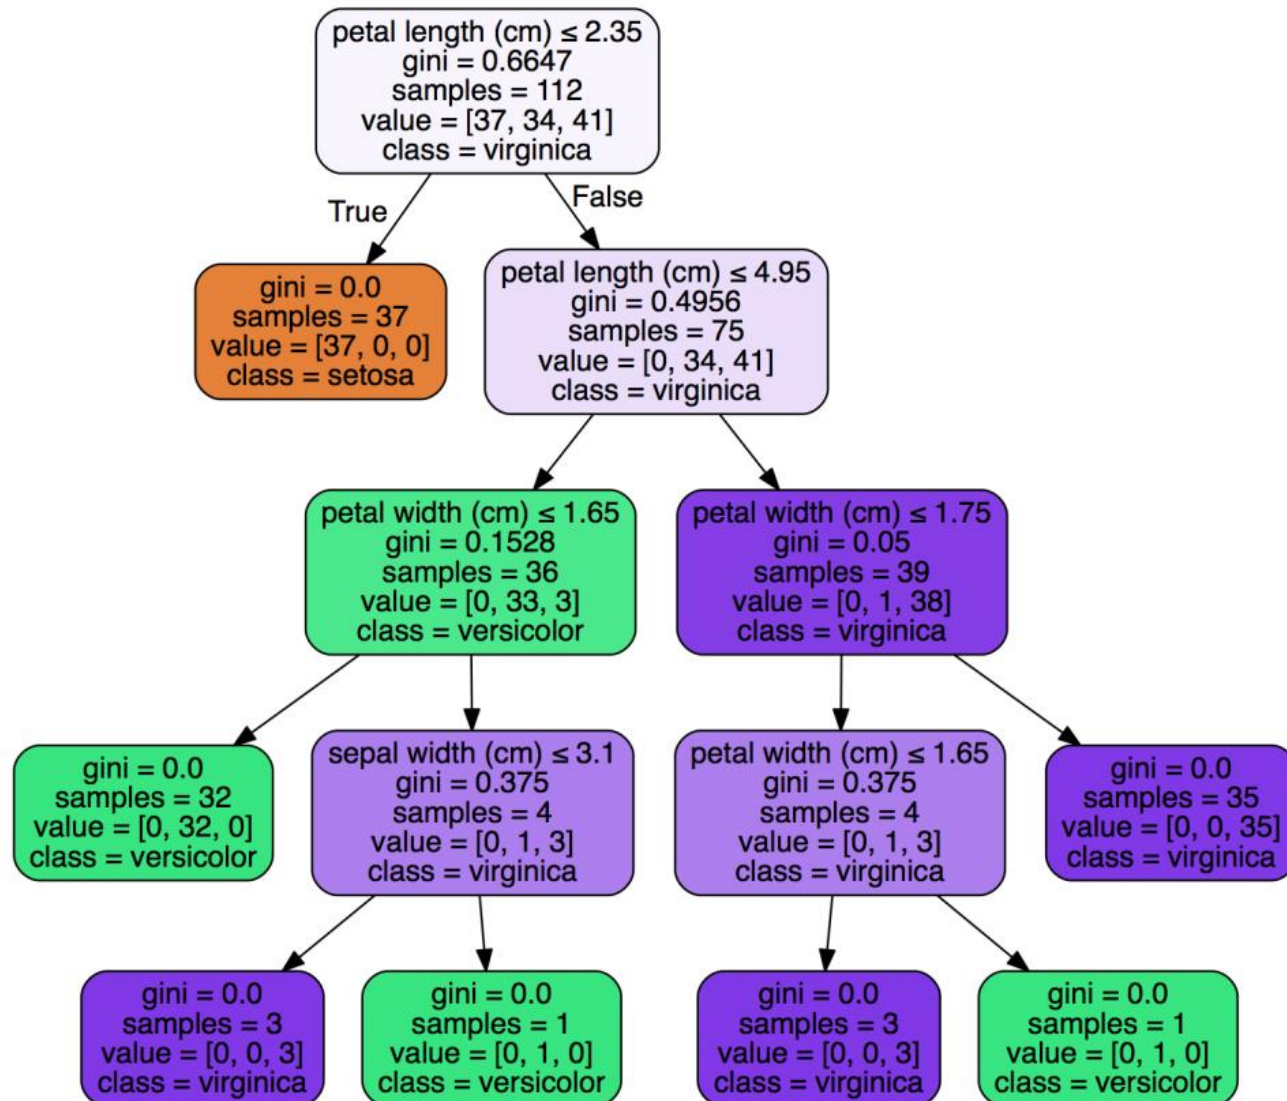 petal length (cm) ≤ 2.35
gini = 0.6647
samples = 112
value = [37, 34, 41]
class = virginica
True
False
gini = 0.0
samples = 37
value = [37, 0, 0]
class = setosa
petal length (cm) ≤ 4.95
gini = 0.4956
samples = 75
value = [0, 34, 41]
class = virginica
petal width (cm) ≤ 1.65
gini = 0.1528
samples = 36
value = [0, 33, 3]
class = versicolor
petal width (cm) ≤ 1.75
gini = 0.05
samples = 39
value = [0, 1, 38]
class = virginica
gini = 0.0
samples = 32
value = [0, 32, 0]
class = versicolor
sepal width (cm) ≤ 3.1
gini = 0.375
samples = 4
value = [0, 1, 3]
class = virginica
petal width (cm) ≤ 1.65
gini = 0.375
samples = 4
value = [0, 1, 3]
class = virginica
gini = 0.0
samples = 35
value = [0, 0, 35]
class = virginica
gini = 0.0
samples = 3
value = [0, 0, 3]
class = virginica
gini = 0.0
samples = 1
value = [0, 1, 0]
class = versicolor
gini = 0.0
samples = 3
value = [0, 0, 3]
class = virginica
gini = 0.0
samples = 1
value = [0, 1, 0]
class = versicolor